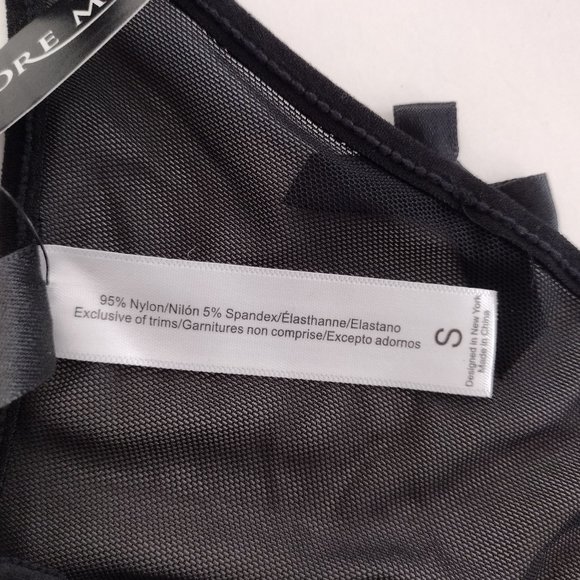 ORE M
95% Nylon/Nilón 5% Spandex/Élasthanne/Elastano
Exclusive of trims/Garnitures non comprise/Excepto adornos
S
Designed in New York
Made in China